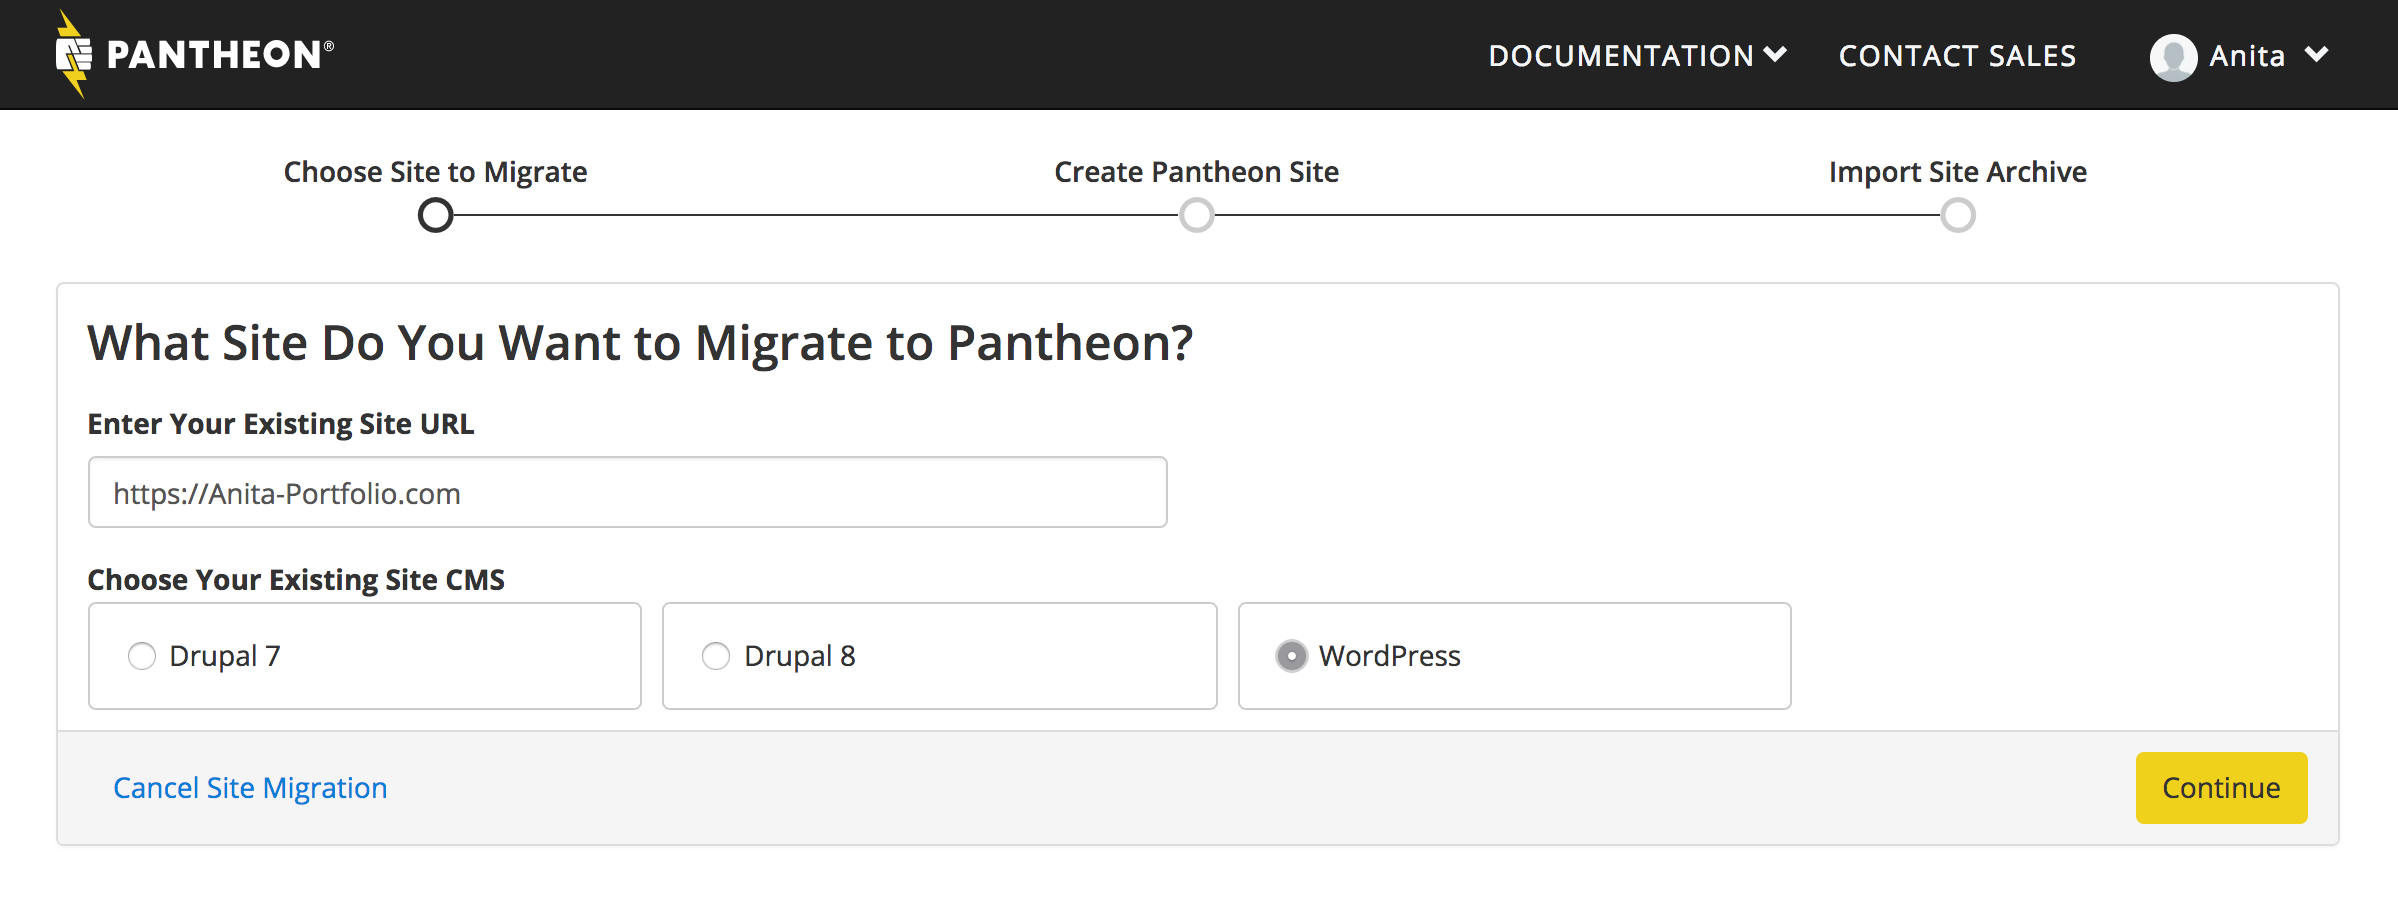 PANTHEON®
DOCUMENTATION CONTACT SALES Anita
Choose Site to Migrate Create Pantheon Site Import Site Archive
What Site Do You Want to Migrate to Pantheon?
Enter Your Existing Site URL
https://Anita-Portfolio.com
Choose Your Existing Site CMS
Drupal 7 Drupal 8 WordPress
Cancel Site Migration Continue